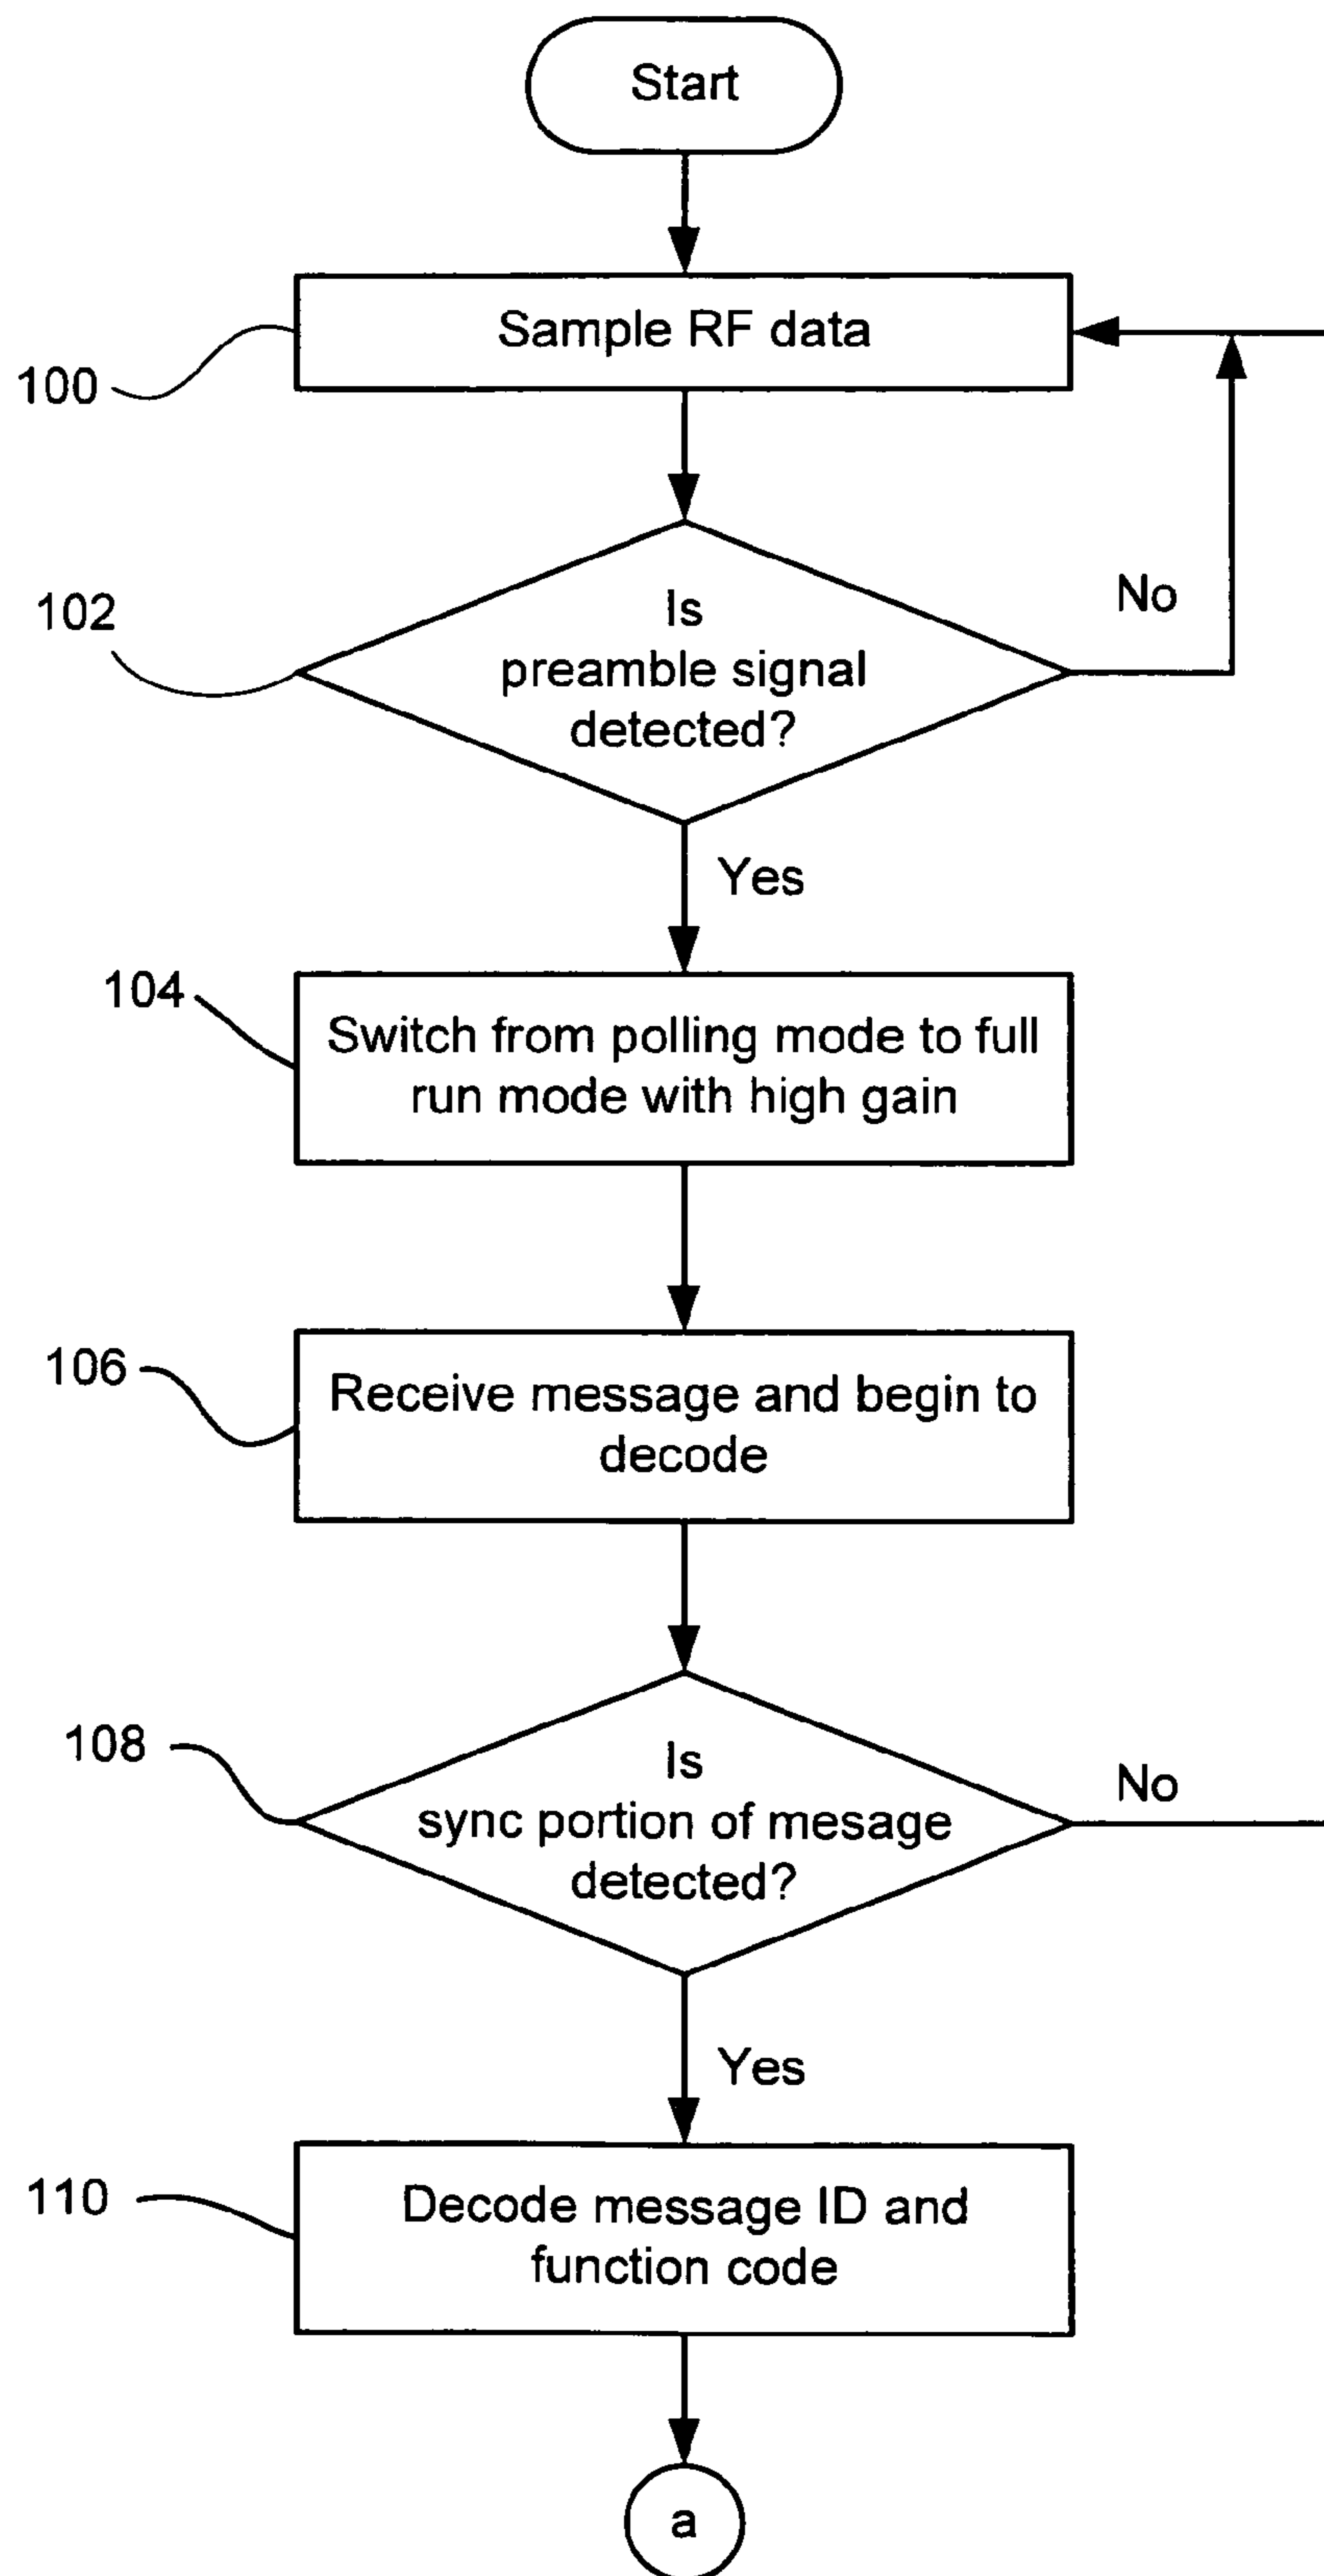 Start
Sample RF data
100
102
Is
preamble signal
detected?
No
Yes
104
Switch from polling mode to full
run mode with high gain
106
Receive message and begin to
decode
108
Is
sync portion of mesage
detected?
No
Yes
110
Decode message ID and
function code
a